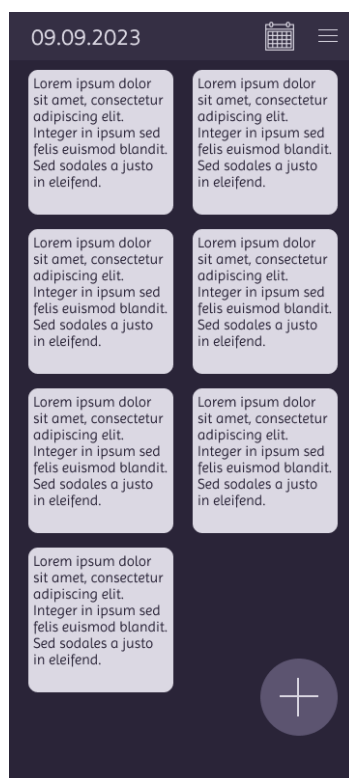 09.09.2023
Lorem ipsum dolor
sit amet, consectetur
adipiscing elit.
Integer in ipsum sed
felis euismod blandit.
Sed sodales a justo
in eleifend.
Lorem ipsum dolor
sit amet, consectetur
adipiscing elit.
Integer in ipsum sed
felis euismod blandit.
Sed sodales a justo
in eleifend.
Lorem ipsum dolor
sit amet, consectetur
adipiscing elit.
Integer in ipsum sed
felis euismod blandit.
Sed sodales a justo
in eleifend.
Lorem ipsum dolor
sit amet, consectetur
adipiscing elit.
Integer in ipsum sed
felis euismod blandit.
Sed sodales a justo
in eleifend.
Lorem ipsum dolor
sit amet, consectetur
adipiscing elit.
Integer in ipsum sed
felis euismod blandit.
Sed sodales a justo
in eleifend.
Lorem ipsum dolor
sit amet, consectetur
adipiscing elit.
Integer in ipsum sed
felis euismod blandit.
Sed sodales a justo
in eleifend.
Lorem ipsum dolor
sit amet, consectetur
adipiscing elit.
Integer in ipsum sed
felis euismod blandit.
Sed sodales a justo
in eleifend.